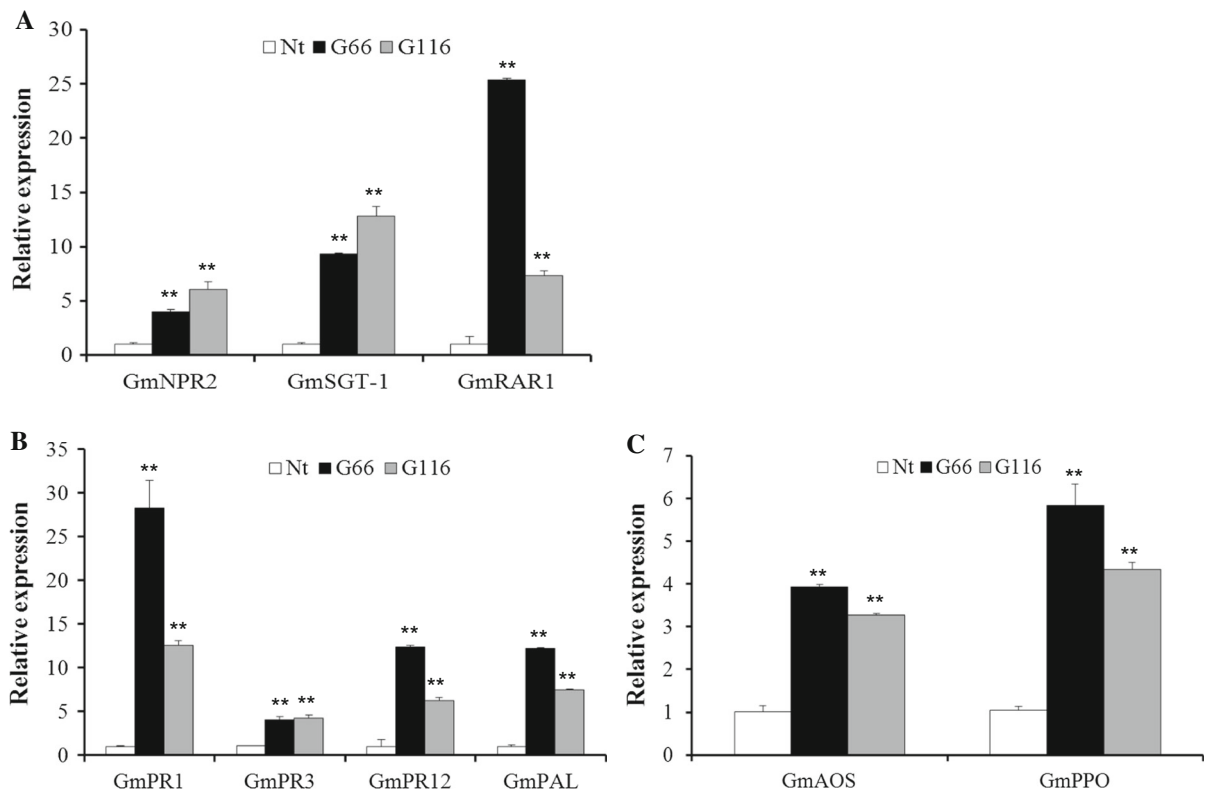 A
30
25
20
15
10
5
0
Relative expression
Nt G66 G116
** ** ** ** ** **
GmNPR2 GmSGT-1 GmRAR1
B
35
30
25
20
15
10
5
0
Relative expression
Nt G66 G116
** ** ** ** ** ** ** **
GmPR1 GmPR3 GmPR12 GmPAL
C
7
6
5
4
3
2
1
0
Relative expression
Nt G66 G116
** ** ** **
GmAOS GmPPO